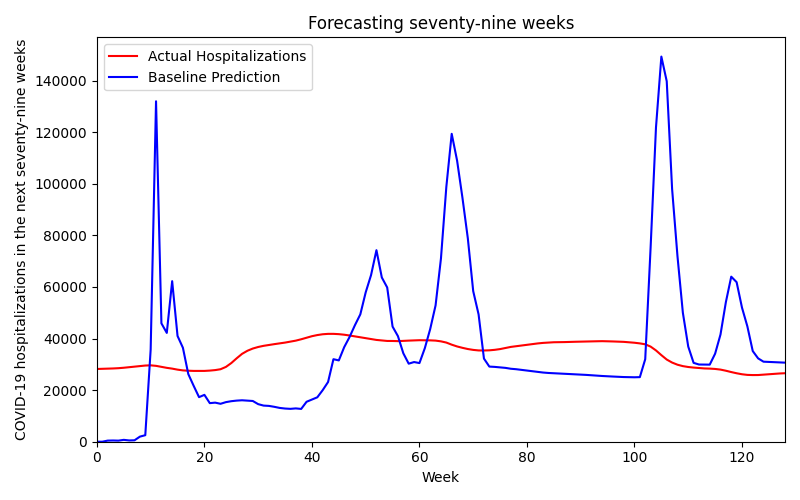 Forecasting seventy-nine weeks
COVID-19 hospitalizations in the next seventy-nine weeks
Actual Hospitalizations
Baseline Prediction
140000
120000
100000
80000
60000
40000
20000
0
0 20 40 60 80 100 120
Week